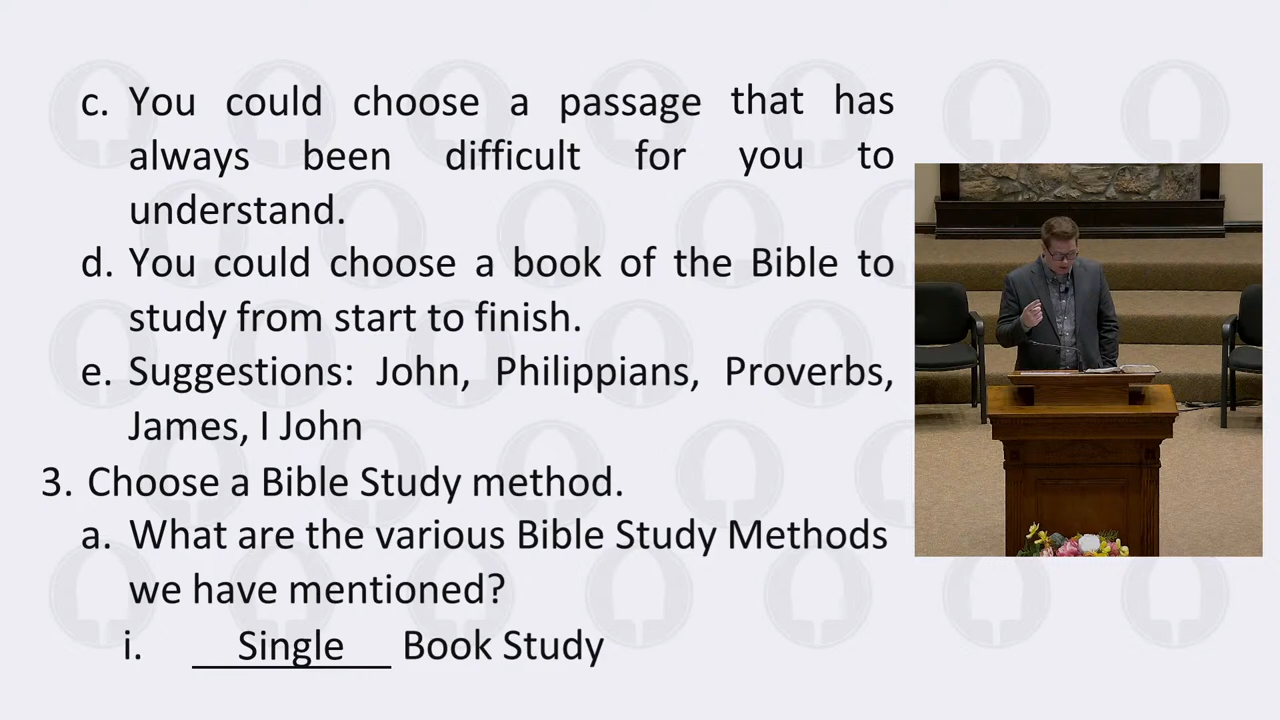 c. You could choose a passage that has
always been difficult for you to
understand.
d. You could choose a book of the Bible to
study from start to finish.
e. Suggestions: John, Philippians, Proverbs,
James, I John
3. Choose a Bible Study method.
a. What are the various Bible Study Methods
we have mentioned?
i. Single Book Study